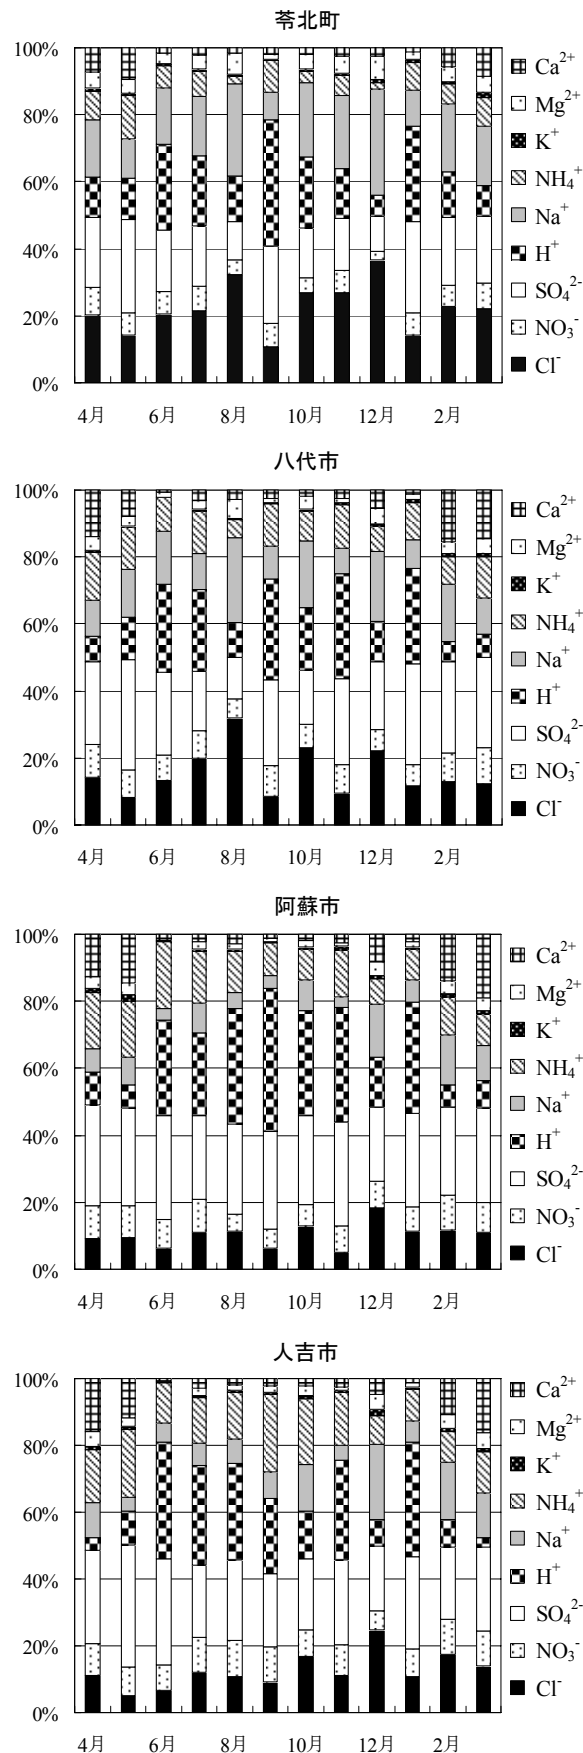 苓北町
100%
80%
60%
40%
20%
0%
4月 6月 8月 10月 12月 2月
Ca²⁺
Mg²⁺
K⁺
NH₄⁺
Na⁺
H⁺
SO₄²⁻
NO₃⁻
Cl⁻
八代市
100%
80%
60%
40%
20%
0%
4月 6月 8月 10月 12月 2月
Ca²⁺
Mg²⁺
K⁺
NH₄⁺
Na⁺
H⁺
SO₄²⁻
NO₃⁻
Cl⁻
阿蘇市
100%
80%
60%
40%
20%
0%
4月 6月 8月 10月 12月 2月
Ca²⁺
Mg²⁺
K⁺
NH₄⁺
Na⁺
H⁺
SO₄²⁻
NO₃⁻
Cl⁻
人吉市
100%
80%
60%
40%
20%
0%
4月 6月 8月 10月 12月 2月
Ca²⁺
Mg²⁺
K⁺
NH₄⁺
Na⁺
H⁺
SO₄²⁻
NO₃⁻
Cl⁻